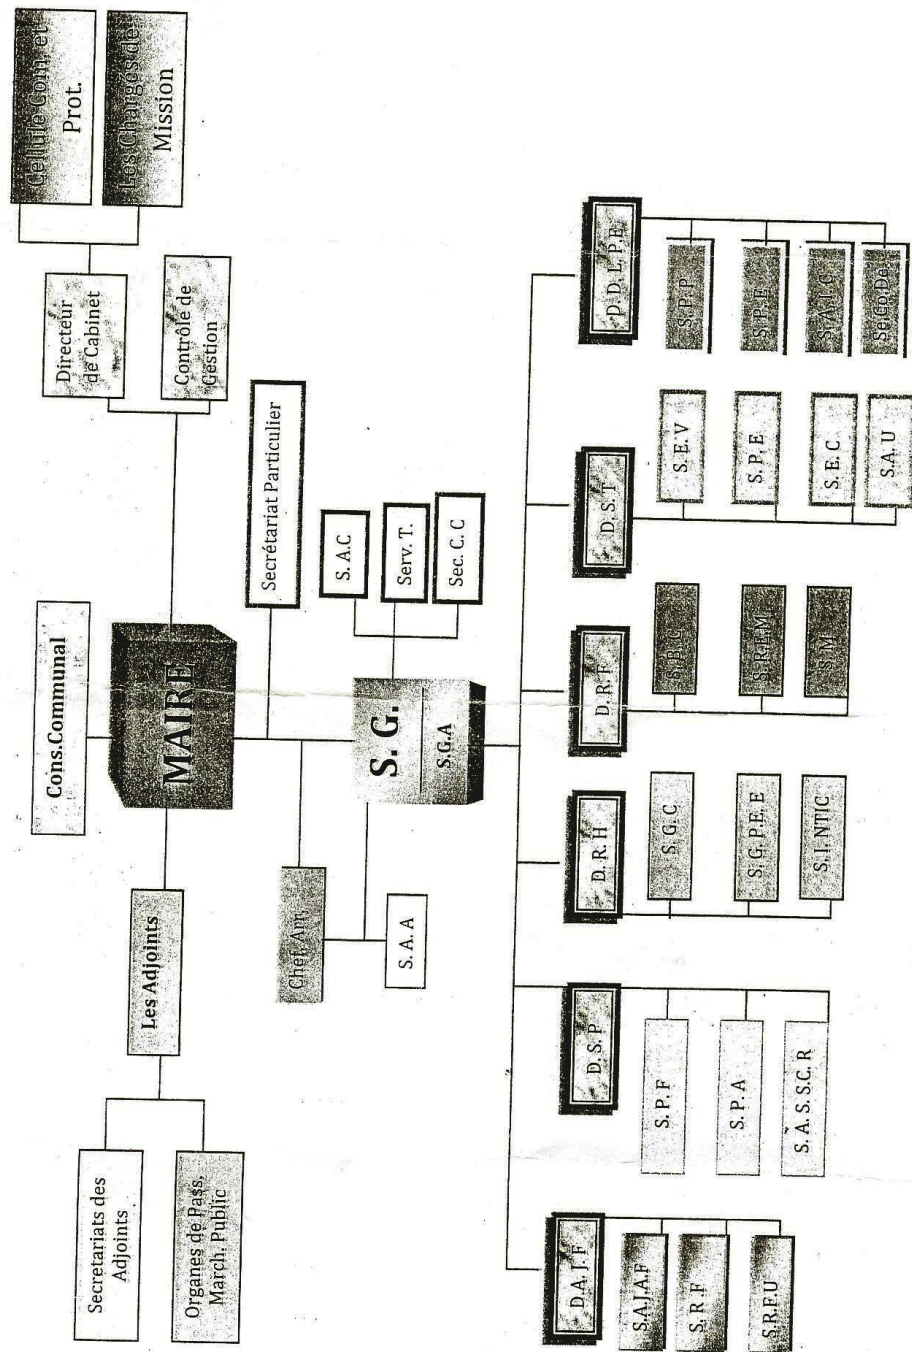 Cons.Communal
MAIRE
Les Adjoints
Secretariats des
Adjoints
Organes de Pass,
March. Public
Directeur
de Cabinet
Contrôle de
Gestion
Cellule Com. et
Prot.
Les Chargés de
Mission
Secrétariat Particulier
Chef. Arr.
S. A. A
S. G.
S.G.A
S. A.C
Serv. T.
Sec. C. C
D.A. J. F
S.A.J.A.F
S. R .F
S.R.F.U
D. S. P
S. P. F
S. P. A
S. A. S. SC. R
D. R. H
S. G. C
S. G. P.E. E
S. I. NTIC
D. R. F
S.B.C
S.M
D. S. T
S. E. V
S. P. E
S. E. C
S.A. U
D. D. L. P.E
S. P. P
S. P. E
S. A.I. G
Se.Co.De.